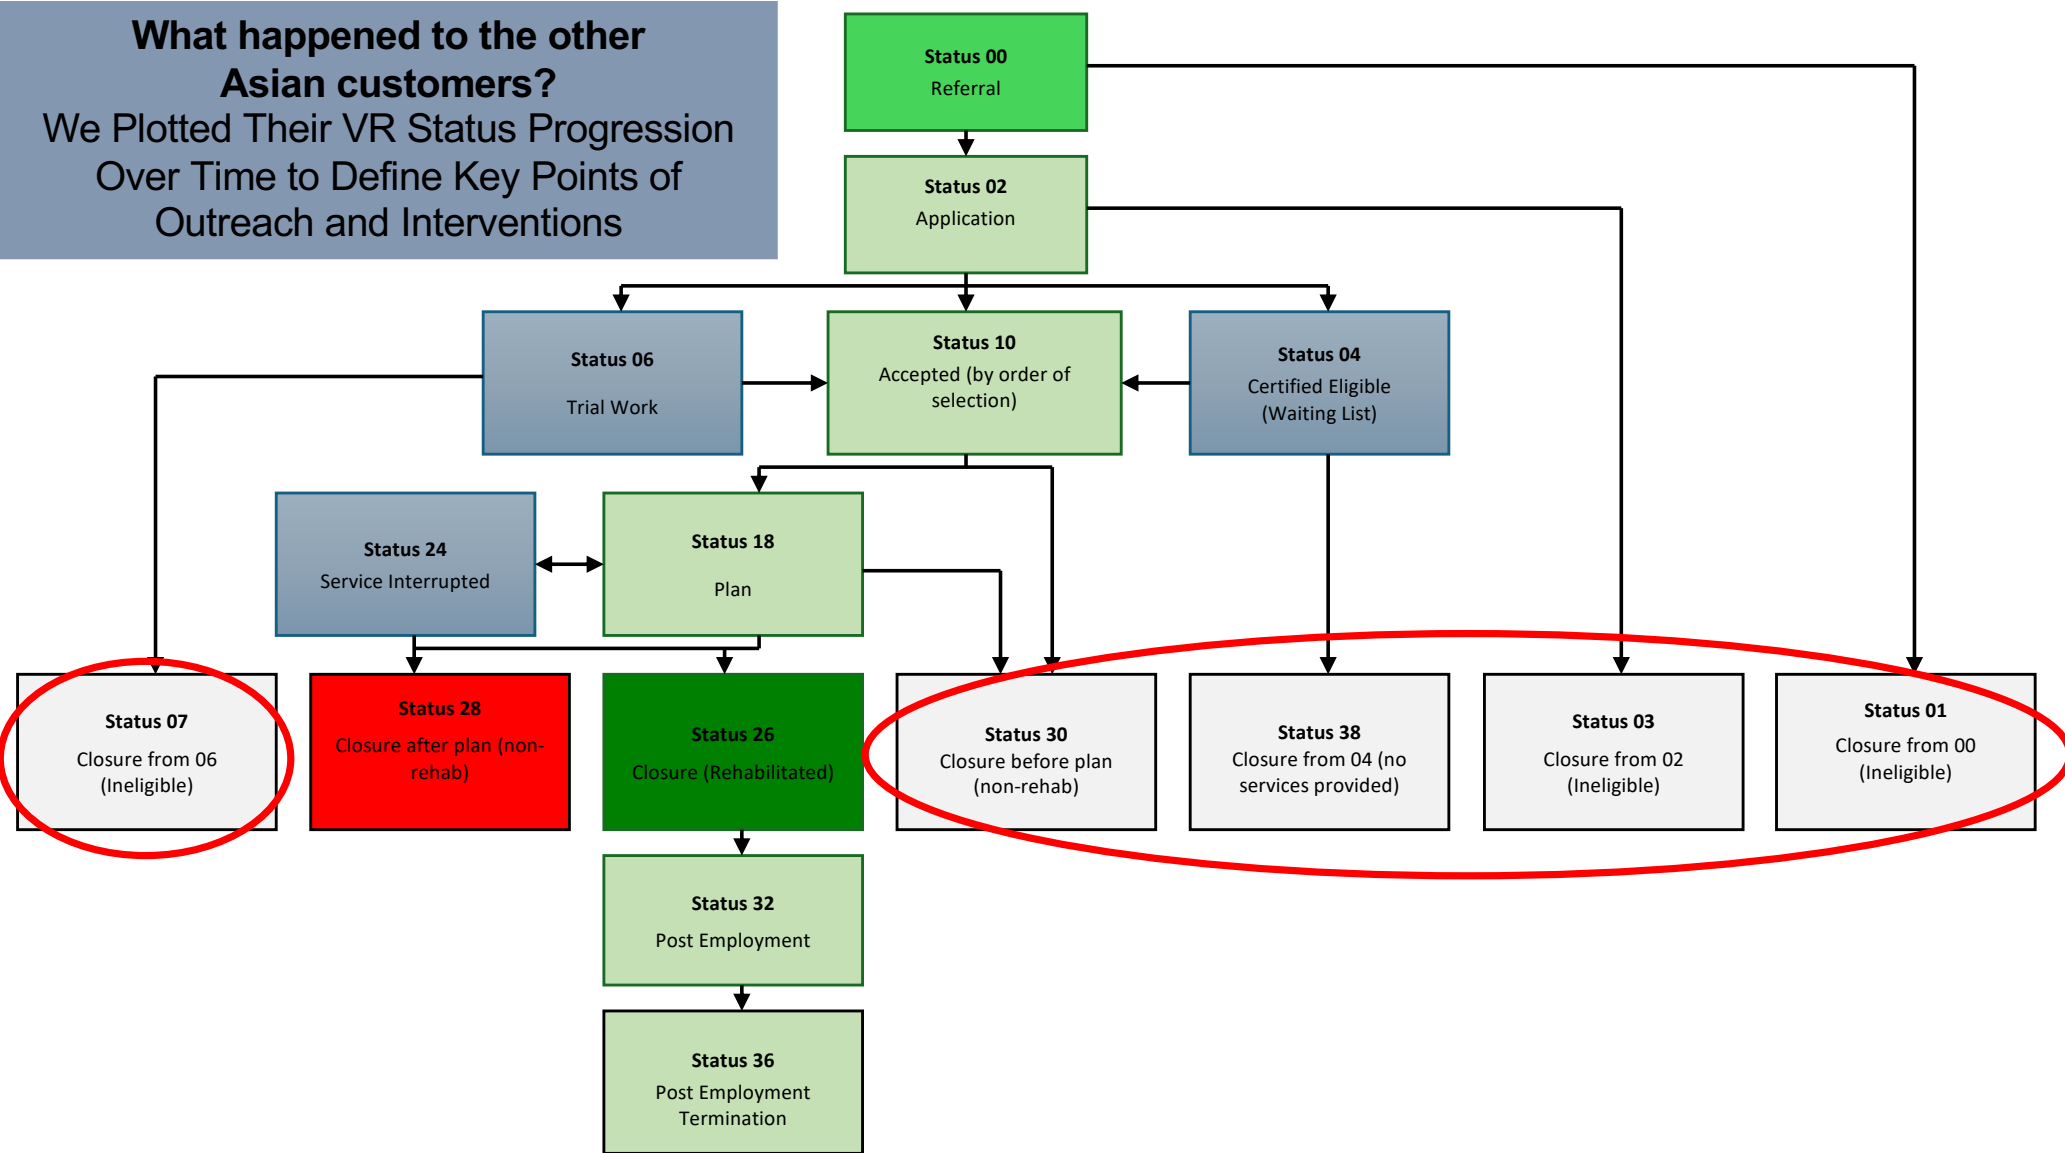 What happened to the other
Asian customers?
We Plotted Their VR Status Progression
Over Time to Define Key Points of
Outreach and Interventions
Status 00
Referral
Status 02
Application
Status 06
Trial Work
Status 10
Accepted (by order of
selection)
Status 04
Certified Eligible
(Waiting List)
Status 24
Service Interrupted
Status 18
Plan
Status 07
Closure from 06
(Ineligible)
Status 28
Closure after plan (non-
rehab)
Status 26
Closure (Rehabilitated)
Status 30
Closure before plan
(non-rehab)
Status 38
Closure from 04 (no
services provided)
Status 03
Closure from 02
(Ineligible)
Status 01
Closure from 00
(Ineligible)
Status 32
Post Employment
Status 36
Post Employment
Termination